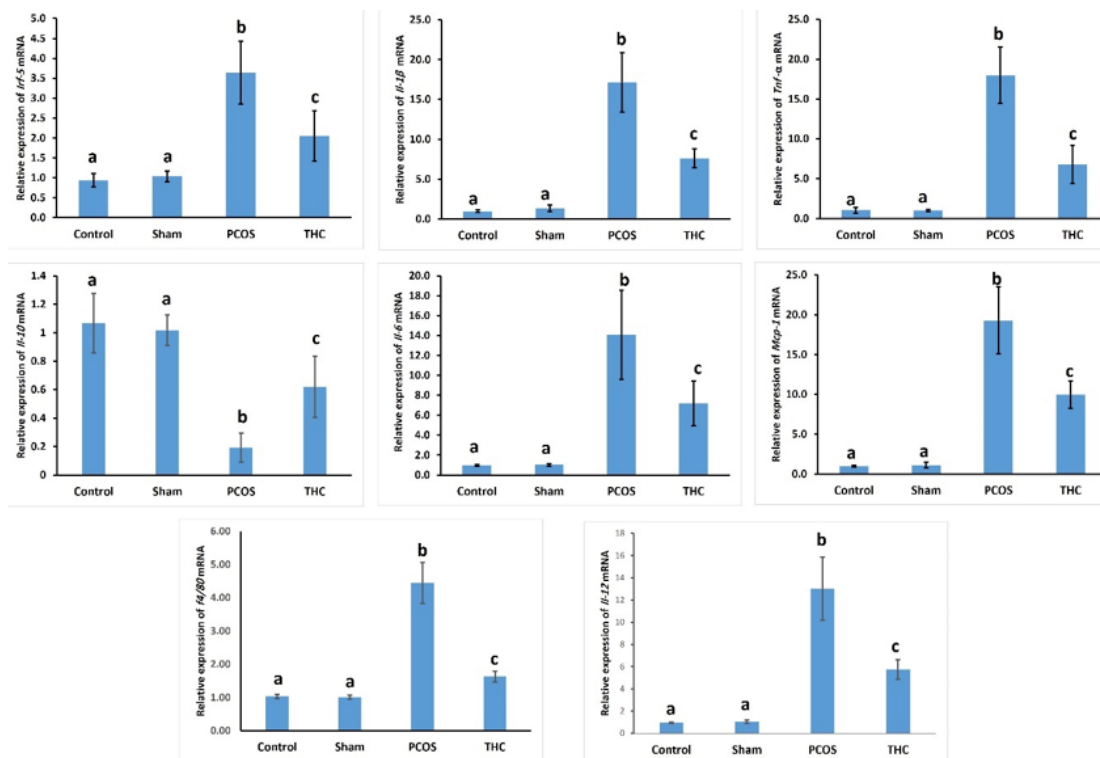 Relative expression of Irf-5 mRNA
5.0
4.5
4.0
3.5
3.0
2.5
2.0
1.5
1.0
0.5
0.0
a
a
b
c
Control Sham PCOS THC
Relative expression of Il-1β mRNA
25.0
20.0
15.0
10.0
5.0
0.0
a
a
b
c
Control Sham PCOS THC
Relative expression of Tnf-α mRNA
25.0
20.0
15.0
10.0
5.0
0.0
a
a
b
c
Control Sham PCOS THC
Relative expression of Il-10 mRNA
1.4
1.2
1
0.8
0.6
0.4
0.2
0
a
a
b
c
Control Sham PCOS THC
Relative expression of Il-6 mRNA
20.0
18.0
16.0
14.0
12.0
10.0
8.0
6.0
4.0
2.0
0.0
a
a
b
c
Control Sham PCOS THC
Relative expression of Mcp-1 mRNA
25.0
20.0
15.0
10.0
5.0
0.0
a
a
b
c
Control Sham PCOS THC
Relative expression of f4/80 mRNA
6.00
5.00
4.00
3.00
2.00
1.00
0.00
a
a
b
c
Control Sham PCOS THC
Relative expression of Il-12 mRNA
18
16
14
12
10
8
6
4
2
0
a
a
b
c
Control Sham PCOS THC